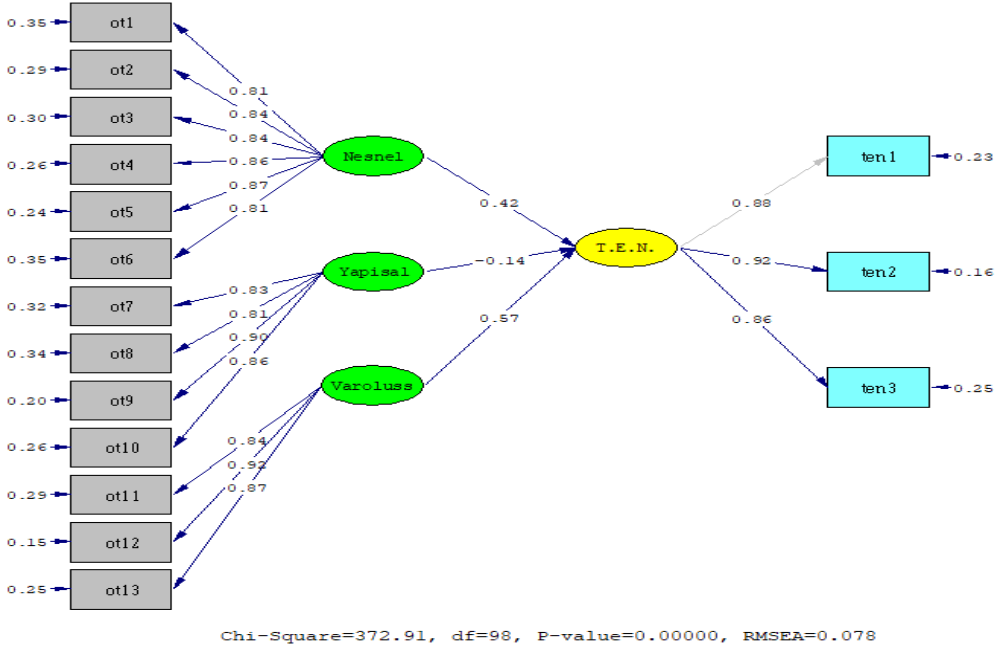 0.35 ot1
0.29 ot2
0.30 ot3
0.26 ot4
0.24 ot5
0.35 ot6
0.32 ot7
0.34 ot8
0.20 ot9
0.26 ot10
0.29 ot11
0.15 ot12
0.25 ot13
0.81
0.84
0.84
0.86
0.87
0.81
0.83
0.81
0.90
0.86
0.84
0.92
0.87
Nesnel
Yapisal
Varoluss
0.42
-0.14
0.57
T.E.N.
0.88
0.92
0.86
ten1 0.23
ten2 0.16
ten3 0.25
Chi-Square=372.91, df=98, P-value=0.00000, RMSEA=0.078